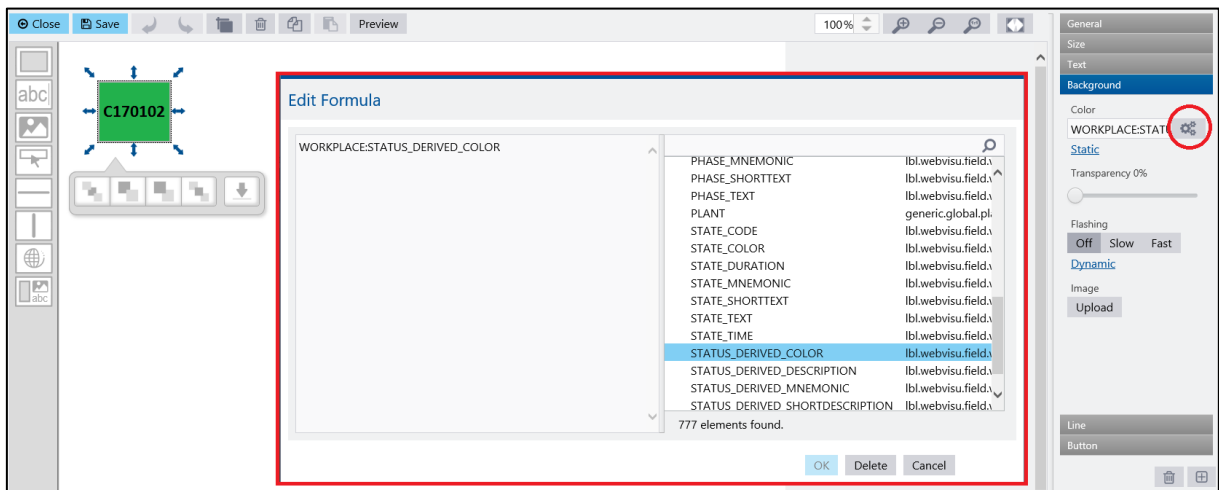 Close Save Preview 100%
abc
C170102
abc
Edit Formula
WORKPLACE:STATUS_DERIVED_COLOR
PHASE_MNEMONIC lbl.webvisu.field.
PHASE_SHORTTEXT lbl.webvisu.field.
PHASE_TEXT lbl.webvisu.field.
PLANT generic.global.pl
STATE_CODE lbl.webvisu.field.
STATE_COLOR lbl.webvisu.field.
STATE_DURATION lbl.webvisu.field.
STATE_MNEMONIC lbl.webvisu.field.
STATE_SHORTTEXT lbl.webvisu.field.
STATE_TEXT lbl.webvisu.field.
STATE_TIME lbl.webvisu.field.
STATUS_DERIVED_COLOR lbl.webvisu.field.
STATUS_DERIVED_DESCRIPTION lbl.webvisu.field.
STATUS_DERIVED_MNEMONIC lbl.webvisu.field.
STATUS_DERIVED_SHORTDESCRIPTION lbl.webvisu.field.
777 elements found.
OK Delete Cancel
General
Size
Text
Background
Color
WORKPLACE:STAT
Static
Transparency 0%
Flashing
Off Slow Fast
Dynamic
Image
Upload
Line
Button